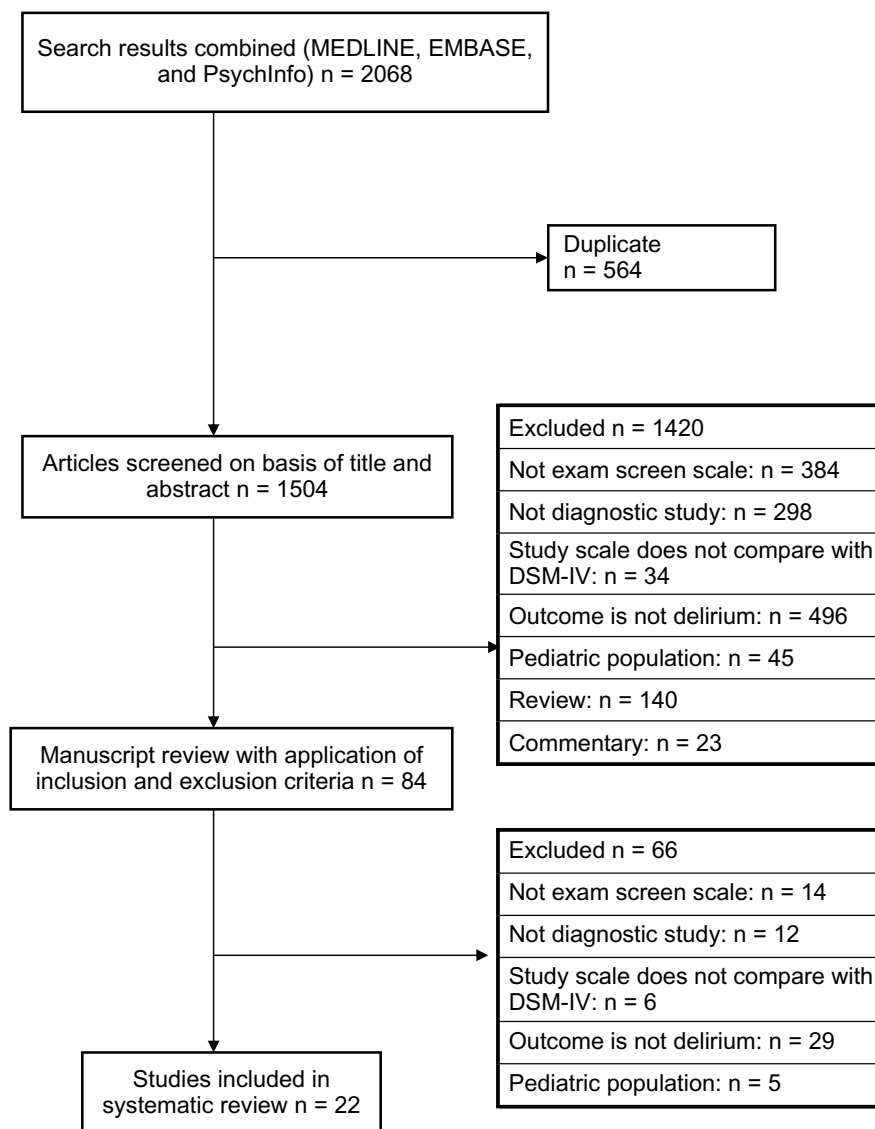 Search results combined (MEDLINE, EMBASE,
and PsychInfo) n = 2068
Duplicate
n = 564
Articles screened on basis of title and
abstract n = 1504
Excluded n = 1420
Not exam screen scale: n = 384
Not diagnostic study: n = 298
Study scale does not compare with
DSM-IV: n = 34
Outcome is not delirium: n = 496
Pediatric population: n = 45
Review: n = 140
Commentary: n = 23
Manuscript review with application of
inclusion and exclusion criteria n = 84
Excluded n = 66
Not exam screen scale: n = 14
Not diagnostic study: n = 12
Study scale does not compare with
DSM-IV: n = 6
Outcome is not delirium: n = 29
Pediatric population: n = 5
Studies included in
systematic review n = 22